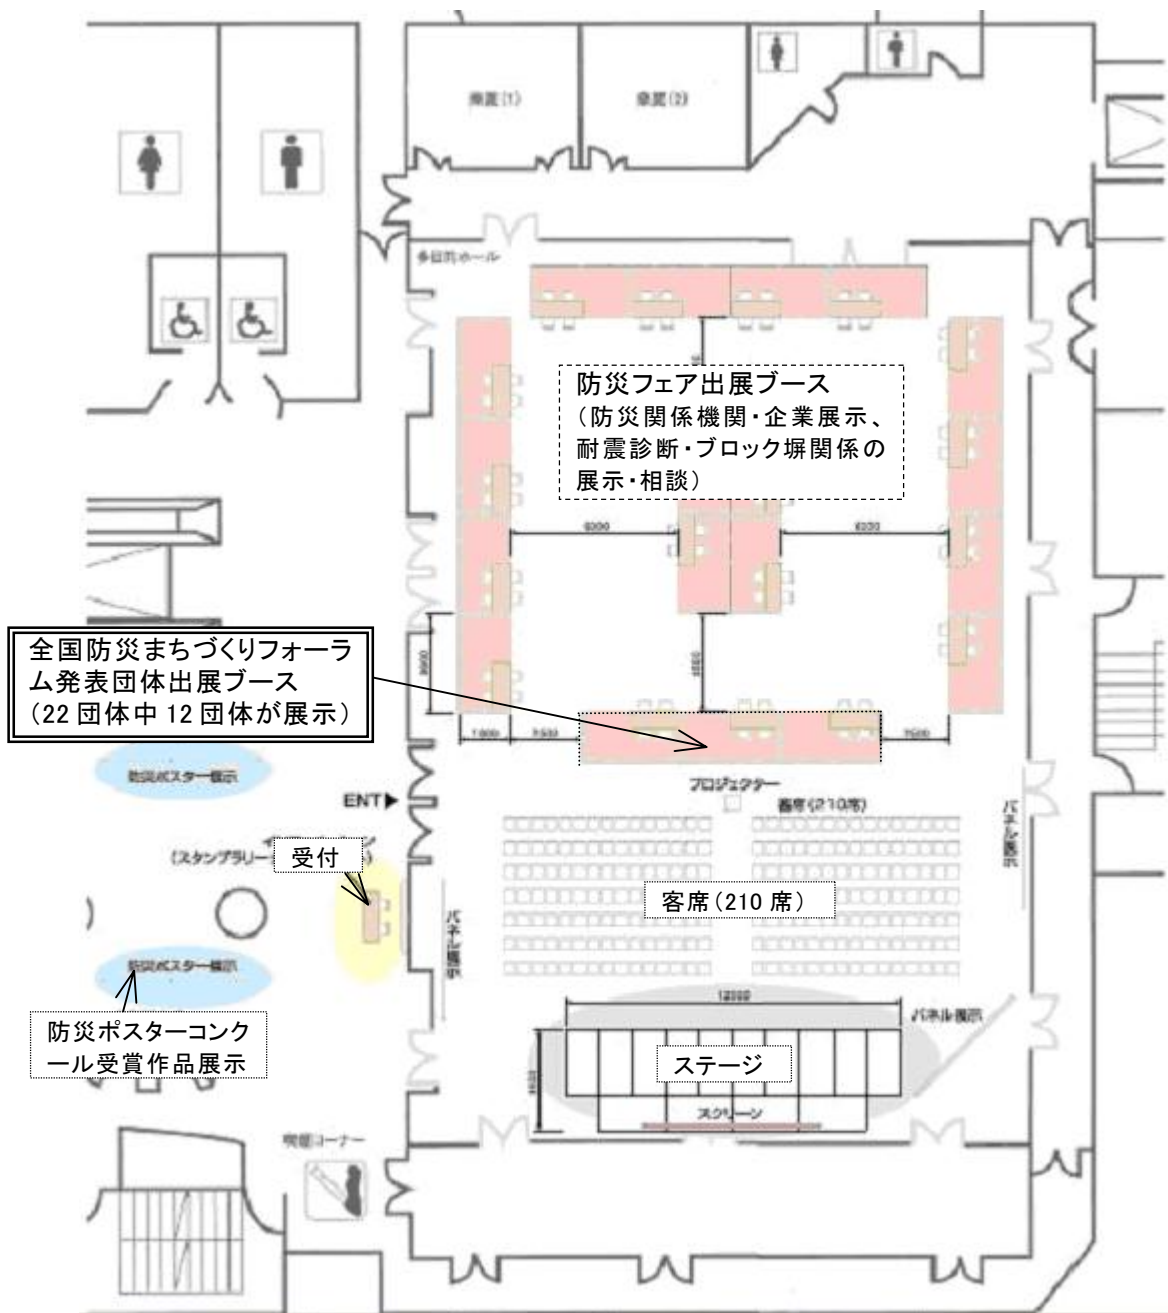 楽屋(1)
楽屋(2)
多目的ホール
防災フェア出展ブース
(防災関係機関・企業展示、
耐震診断・ブロック塀関係の
展示・相談)
全国防災まちづくりフォーラ
ム発表団体出展ブース
(22 団体中 12 団体が展示)
防災ポスター展示
プロジェクター
客席(210席)
ENT▶
パネル展示
(スタンプラリー
受付
客席(210 席)
パネル展示
防災ポスター展示
12000
パネル展示
防災ポスターコンク
ール受賞作品展示
ステージ
スクリーン
喫煙コーナー